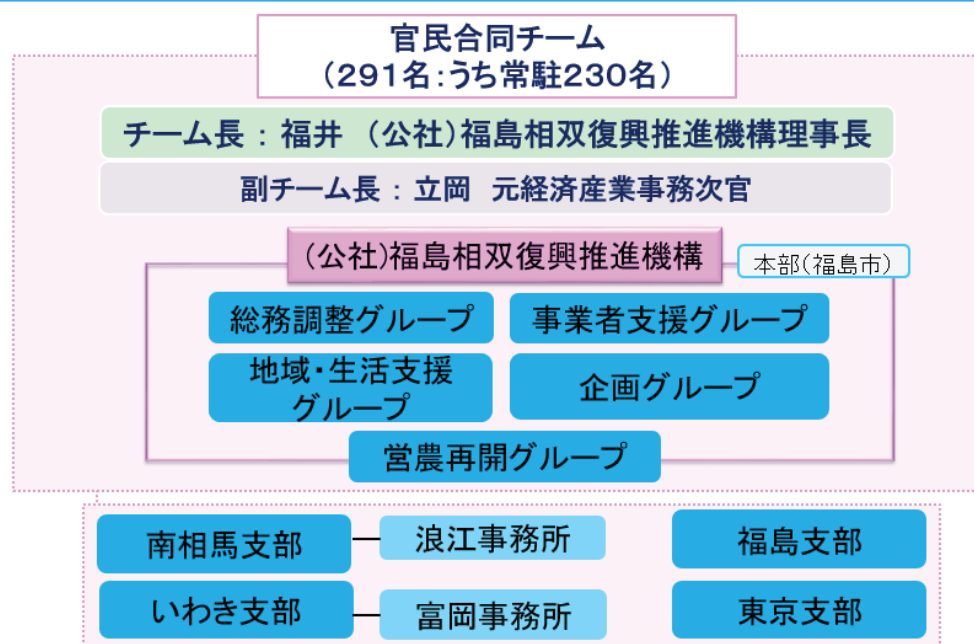 官民合同チーム
（291名：うち常駐230名）
チーム長 ： 福井 （公社）福島相双復興推進機構理事長
副チーム長 ： 立岡 元経済産業事務次官
（公社）福島相双復興推進機構
本部（福島市）
総務調整グループ
事業者支援グループ
地域・生活支援
グループ
企画グループ
営農再開グループ
南相馬支部
浪江事務所
福島支部
いわき支部
富岡事務所
東京支部